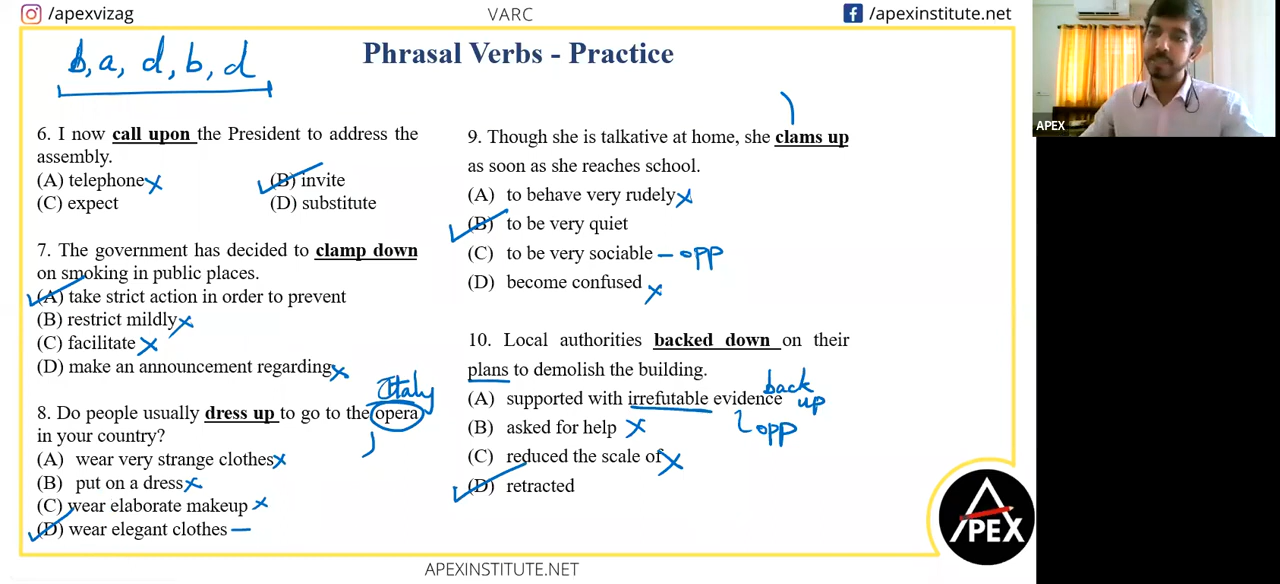 /apexvizag
VARC
/apexinstitute.net
b, a, d, b, d
Phrasal Verbs - Practice
6. I now call upon the President to address the
assembly.
(A) telephone x
(B) invite
(C) expect
(D) substitute
7. The government has decided to clamp down
on smoking in public places.
(A) take strict action in order to prevent
(B) restrict mildly x
(C) facilitate x
(D) make an announcement regarding x
Italy
8. Do people usually dress up to go to the opera
in your country?
(A) wear very strange clothes x
(B) put on a dress x
(C) wear elaborate makeup x
(D) wear elegant clothes –
9. Though she is talkative at home, she clams up
as soon as she reaches school.
(A) to behave very rudely x
(B) to be very quiet
(C) to be very sociable – opp
(D) become confused x
10. Local authorities backed down on their
plans to demolish the building.
(A) supported with irrefutable evidence
back
up
opp
(B) asked for help x
(C) reduced the scale of x
(D) retracted
APEX
APEX
APEXINSTITUTE.NET